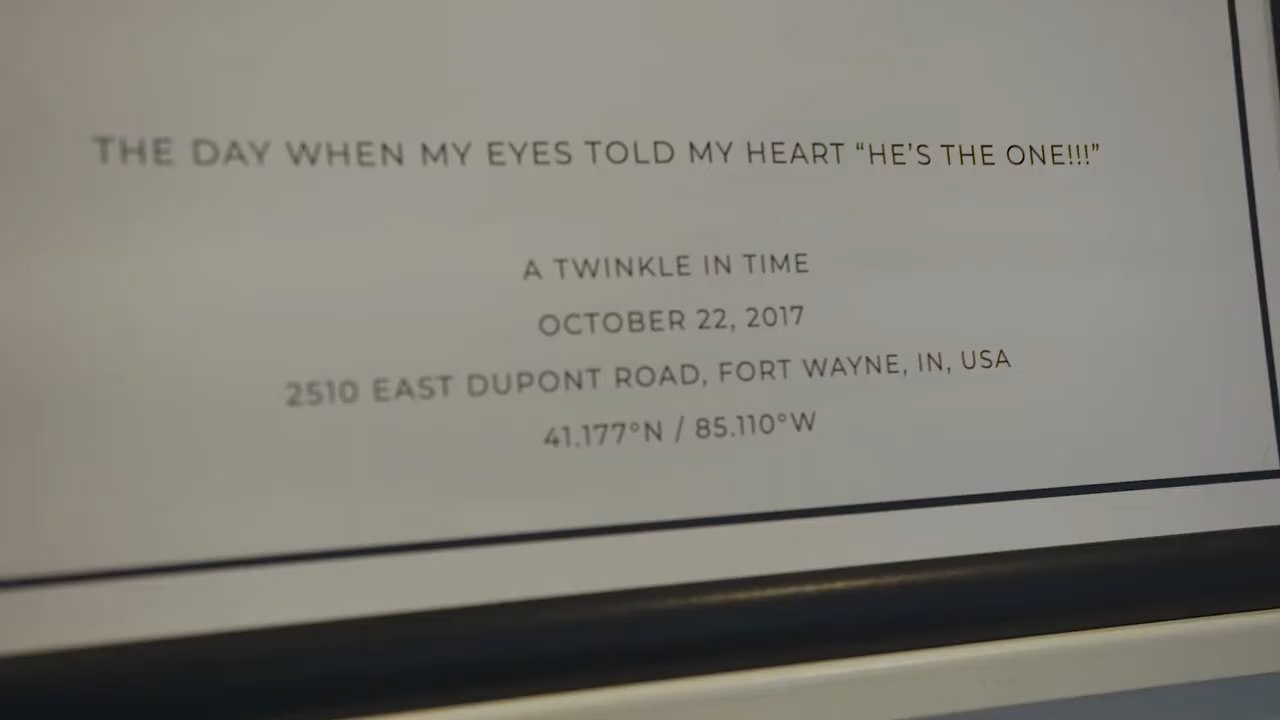 THE DAY WHEN MY EYES TOLD MY HEART “HE’S THE ONE!!!”
A TWINKLE IN TIME
OCTOBER 22, 2017
2510 EAST DUPONT ROAD, FORT WAYNE, IN, USA
41.177°N / 85.110°W